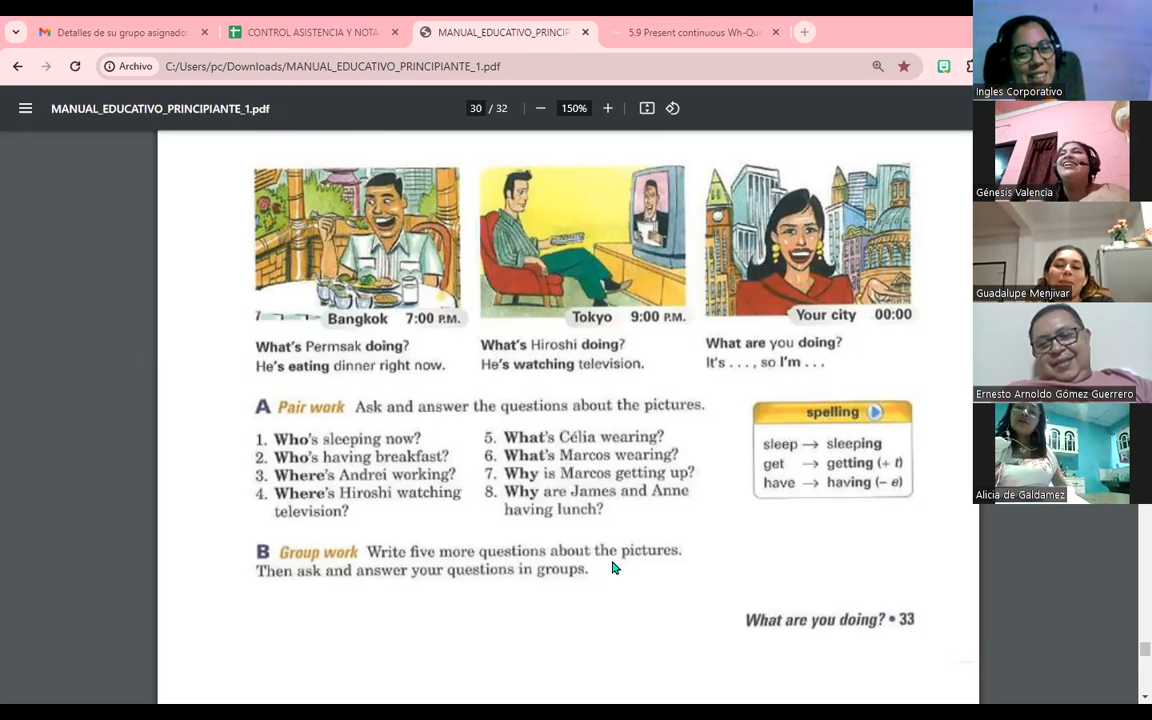 Detalles de su grupo asignado
CONTROL ASISTENCIA Y NOTA
MANUAL_EDUCATIVO_PRINCIP
5.9 Present continuous Wh-Que
Archivo
C:/Users/pc/Downloads/MANUAL_EDUCATIVO_PRINCIPIANTE_1.pdf
MANUAL_EDUCATIVO_PRINCIPIANTE_1.pdf
30 / 32
150%
Bangkok 7:00 P.M.
What's Permsak doing?
He's eating dinner right now.
Tokyo 9:00 P.M.
What's Hiroshi doing?
He's watching television.
Your city 00:00
What are you doing?
It's . . . , so I'm . . .
A Pair work Ask and answer the questions about the pictures.
1. Who's sleeping now?
2. Who's having breakfast?
3. Where's Andrei working?
4. Where's Hiroshi watching
television?
5. What's Célia wearing?
6. What's Marcos wearing?
7. Why is Marcos getting up?
8. Why are James and Anne
having lunch?
spelling
sleep → sleeping
get → getting (+ t)
have → having (– e)
B Group work Write five more questions about the pictures.
Then ask and answer your questions in groups.
What are you doing? • 33
Ingles Corporativo
Génesis Valencia
Guadalupe Menjivar
Ernesto Arnoldo Gómez Guerrero
Alicia de Galdamez